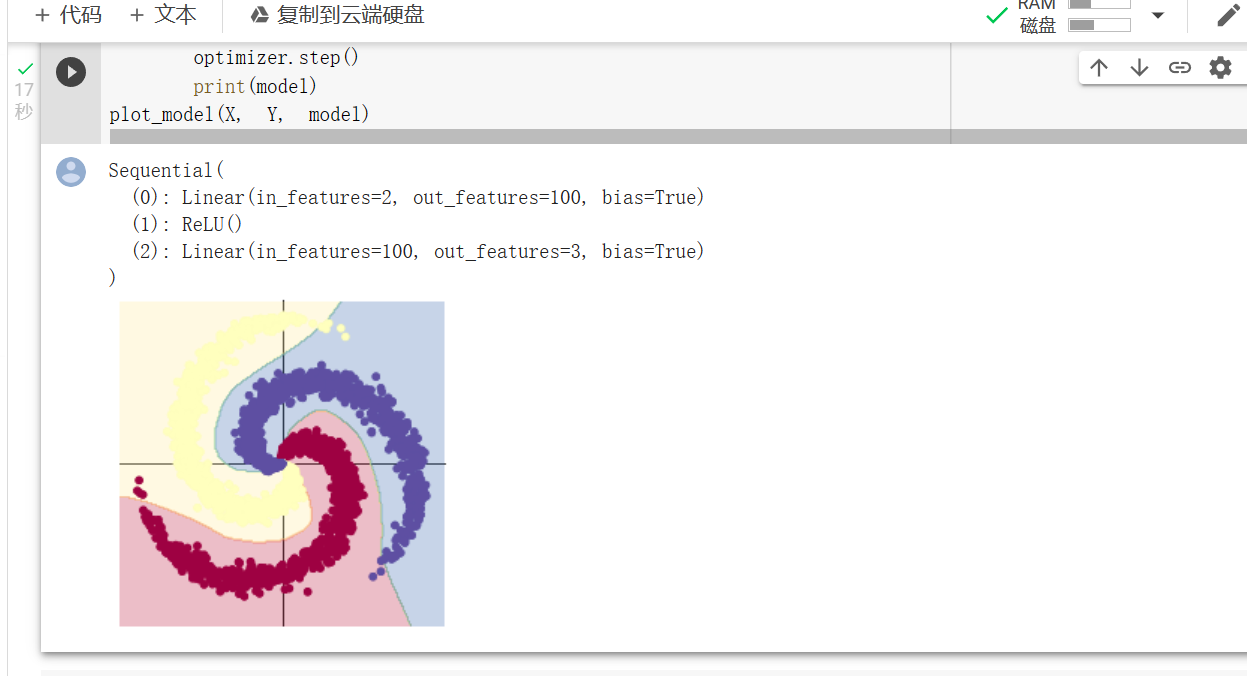 + 代码 + 文本 复制到云端硬盘
RAM
磁盘
17
秒
optimizer.step()
print(model)
plot_model(X, Y, model)
Sequential(
(0): Linear(in_features=2, out_features=100, bias=True)
(1): ReLU()
(2): Linear(in_features=100, out_features=3, bias=True)
)